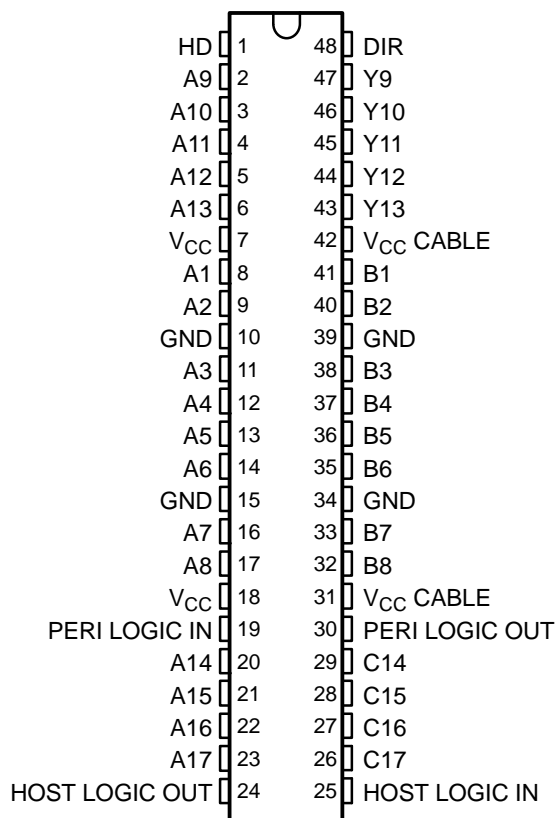 HD 1 48 DIR
A9 2 47 Y9
A10 3 46 Y10
A11 4 45 Y11
A12 5 44 Y12
A13 6 43 Y13
VCC 7 42 VCC CABLE
A1 8 41 B1
A2 9 40 B2
GND 10 39 GND
A3 11 38 B3
A4 12 37 B4
A5 13 36 B5
A6 14 35 B6
GND 15 34 GND
A7 16 33 B7
A8 17 32 B8
VCC 18 31 VCC CABLE
PERI LOGIC IN 19 30 PERI LOGIC OUT
A14 20 29 C14
A15 21 28 C15
A16 22 27 C16
A17 23 26 C17
HOST LOGIC OUT 24 25 HOST LOGIC IN